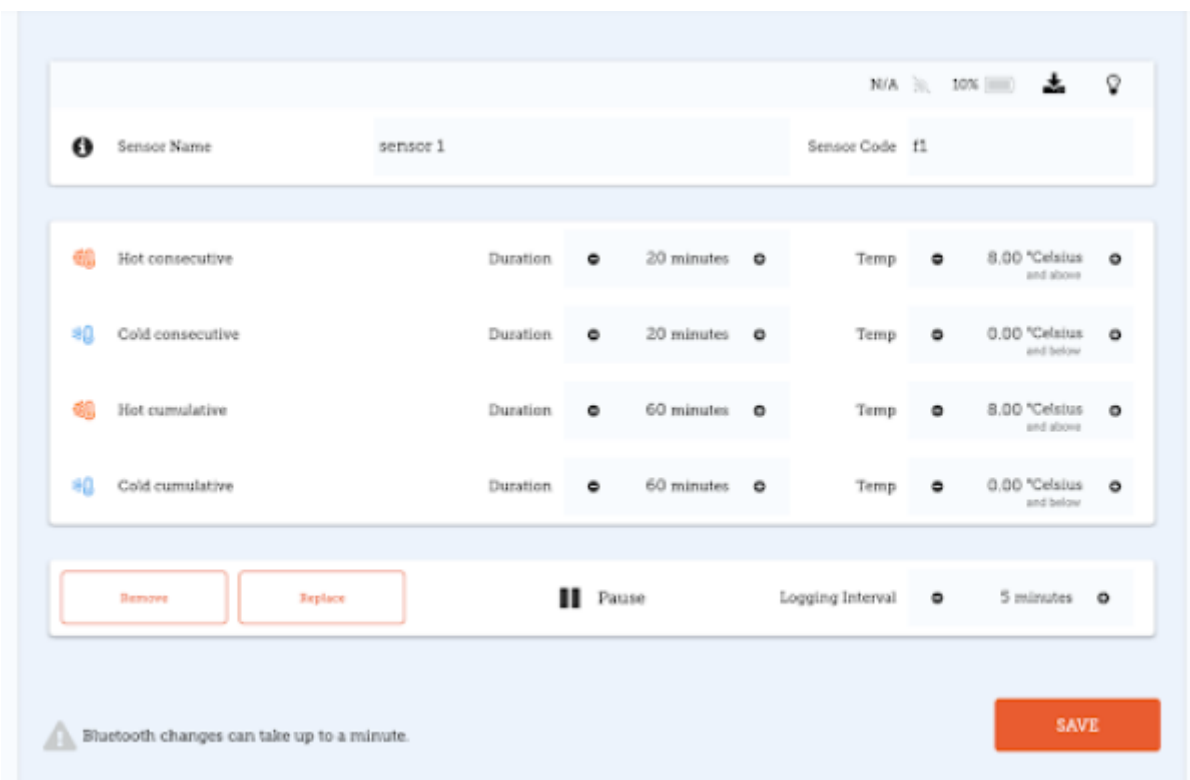 N/A 10%
Sensor Name sensor 1 Sensor Code f1
Hot consecutive Duration 20 minutes Temp 8.00 °Celsius
and above
Cold consecutive Duration 20 minutes Temp 0.00 °Celsius
and below
Hot cumulative Duration 60 minutes Temp 8.00 °Celsius
and above
Cold cumulative Duration 60 minutes Temp 0.00 °Celsius
and below
Remove Replace Pause Logging Interval 5 minutes
Bluetooth changes can take up to a minute.
SAVE